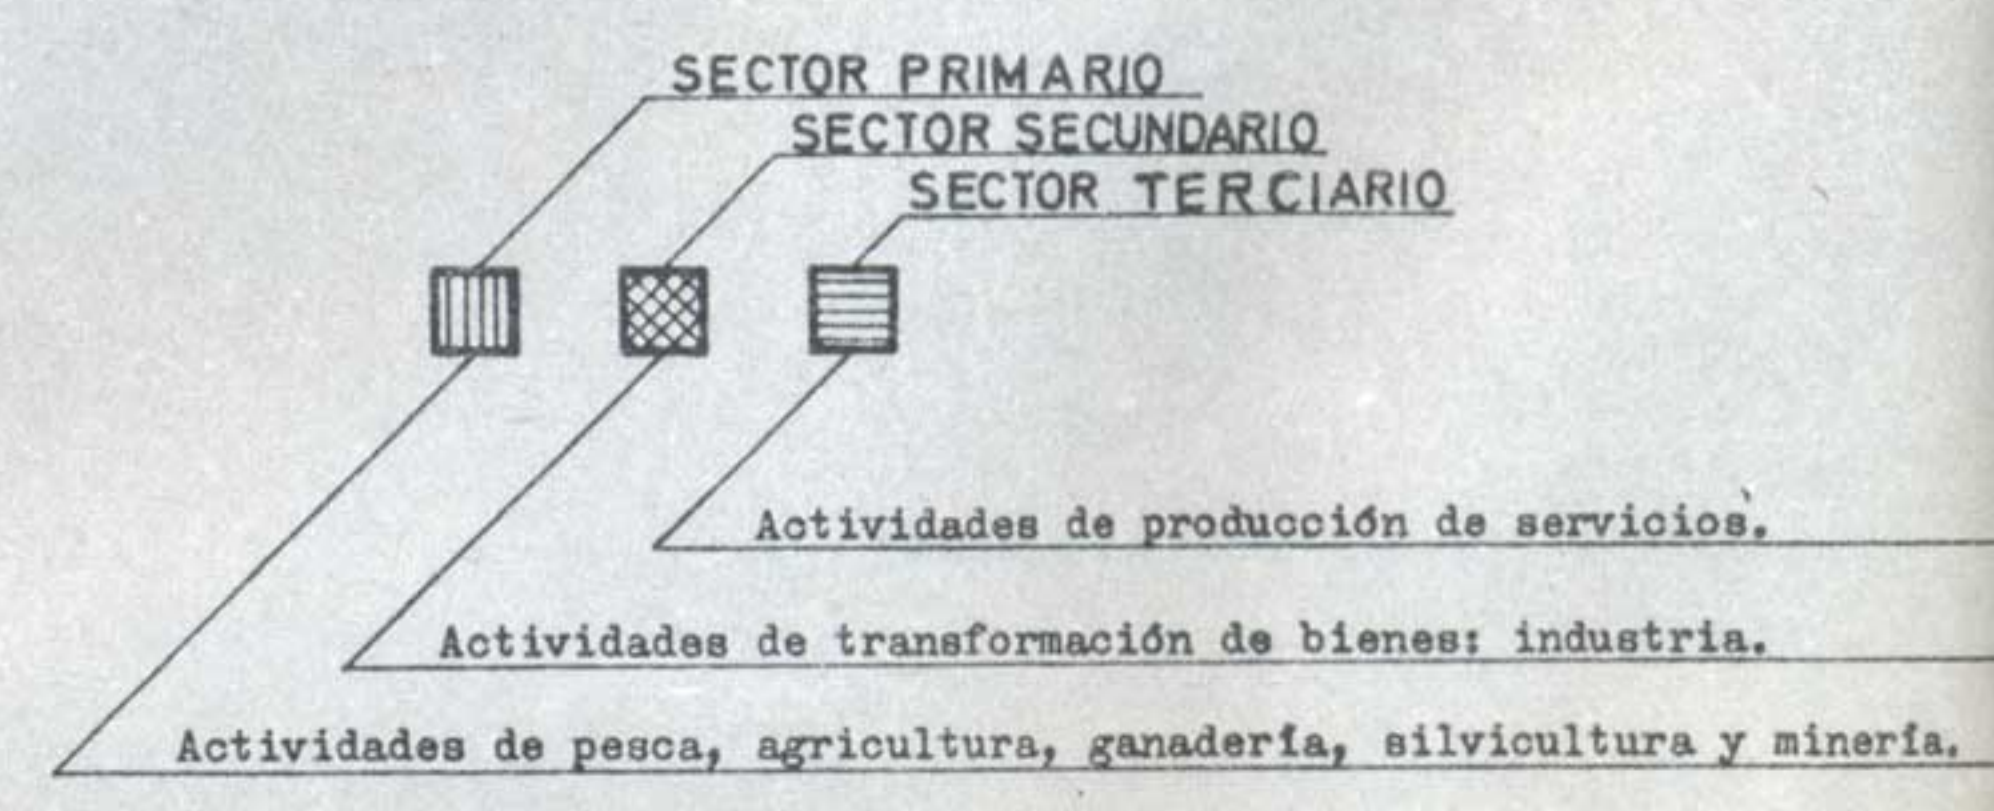 SECTOR PRIMARIO
SECTOR SECUNDARIO
SECTOR TERCIARIO
Actividades de producción de servicios.
Actividades de transformación de bienes: industria.
Actividades de pesca, agricultura, ganadería, silvicultura y minería.